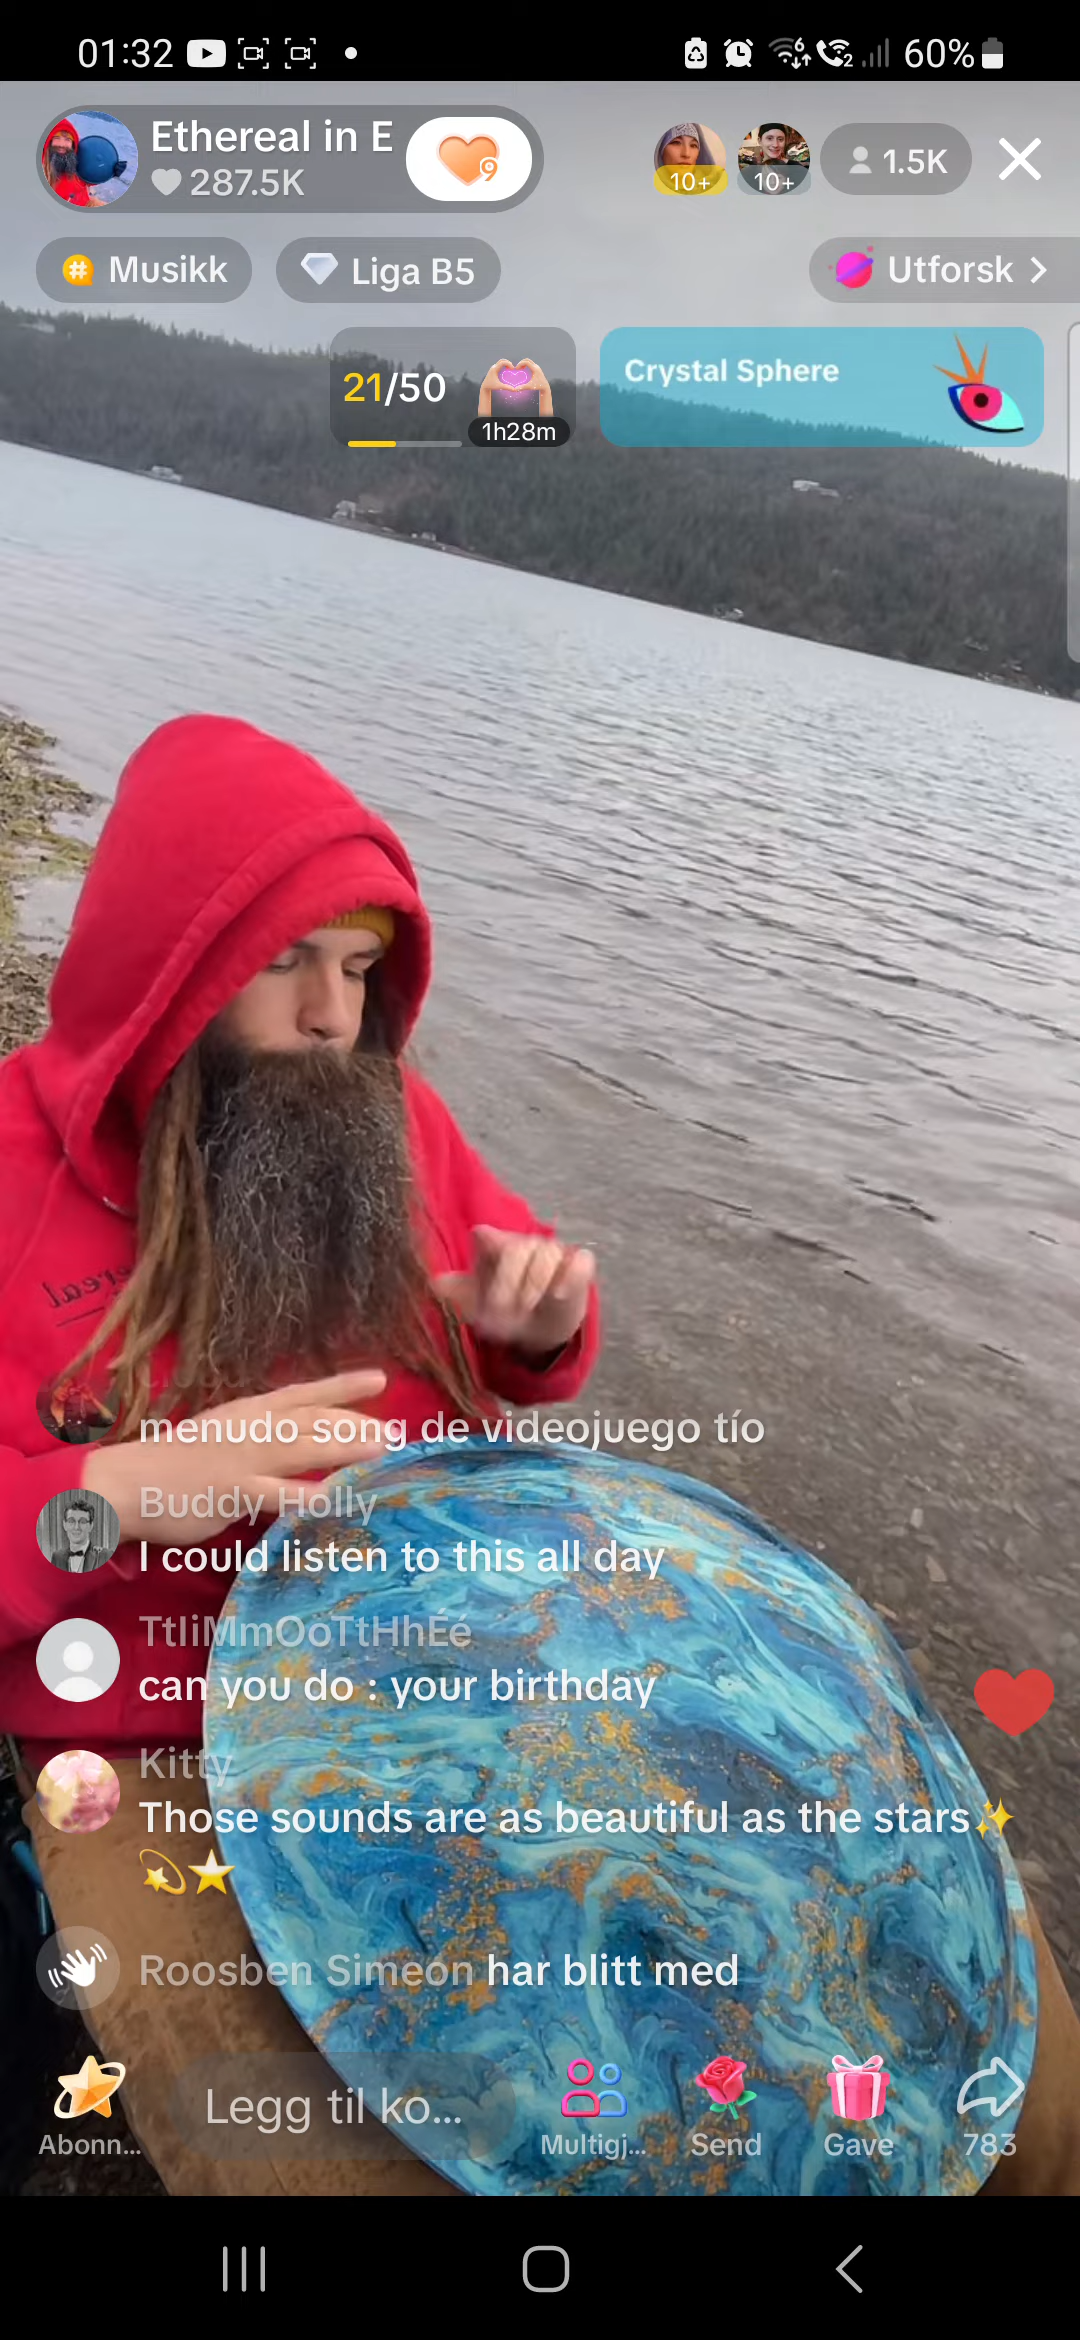 01:32
60%
Ethereal in E
287.5K
10+
10+
1.5K
Musikk
Liga B5
Utforsk
21/50
1h28m
Crystal Sphere
menudo song de videojuego tío
Buddy Holly
I could listen to this all day
TtIiMmOoTtHhÉé
can you do : your birthday
Kitty
Those sounds are as beautiful as the stars✨
💫⭐
Roosben Simeon har blitt med
Abonn...
Legg til ko...
Multigj...
Send
Gave
783